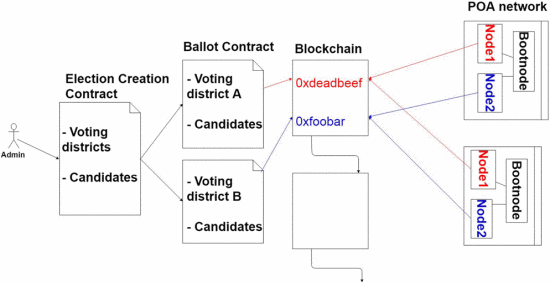 POA network
Ballot Contract
Blockchain
Election Creation
Contract
- Voting
districts
- Candidates
Admin
- Voting
district A
- Candidates
- Voting
district B
- Candidates
0xdeadbeef
0xfoobar
Node1
Node2
Bootnode
Node1
Node2
Bootnode